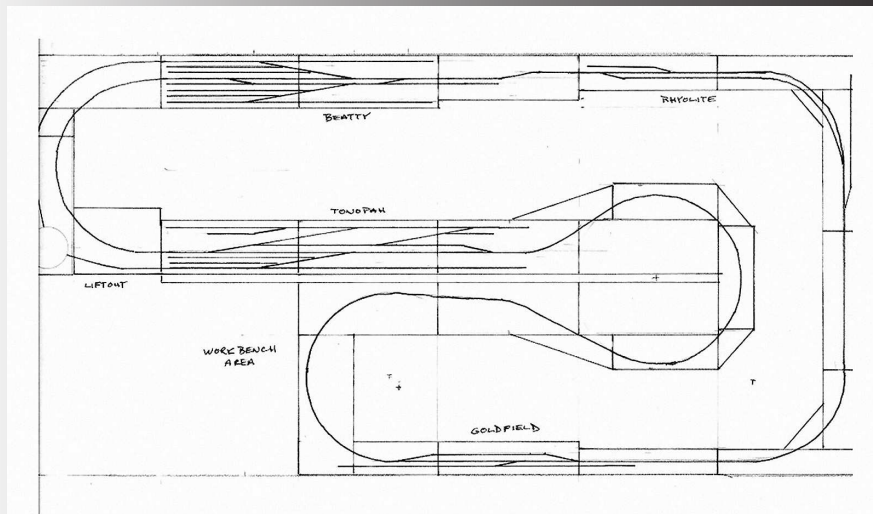 BEATTY
RHYOLITE
TONOPAH
LIFTOUT
WORK BENCH
AREA
T
T
GOLDFIELD